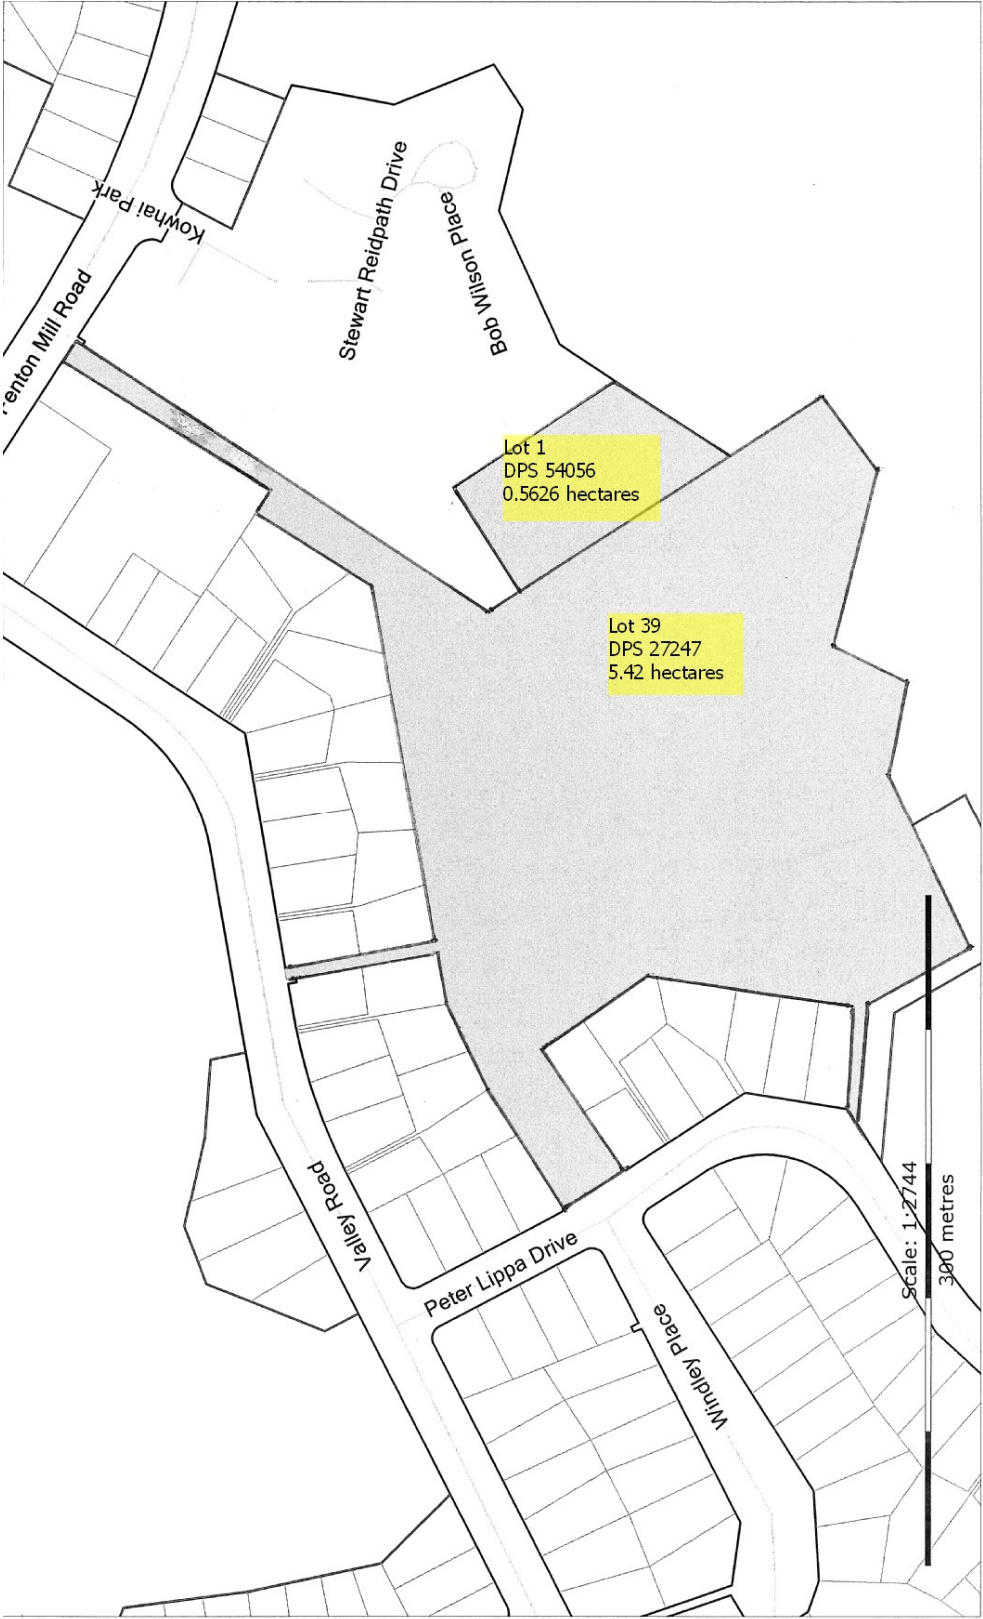 Kowhai Park
Stewart Reidpath Drive
Bob Wilson Place
enton Mill Road
Lot 1
DPS 54056
0.5626 hectares
Lot 39
DPS 27247
5.42 hectares
Valley Road
Peter Lippa Drive
Windley Place
Scale: 1:2744
300 metres